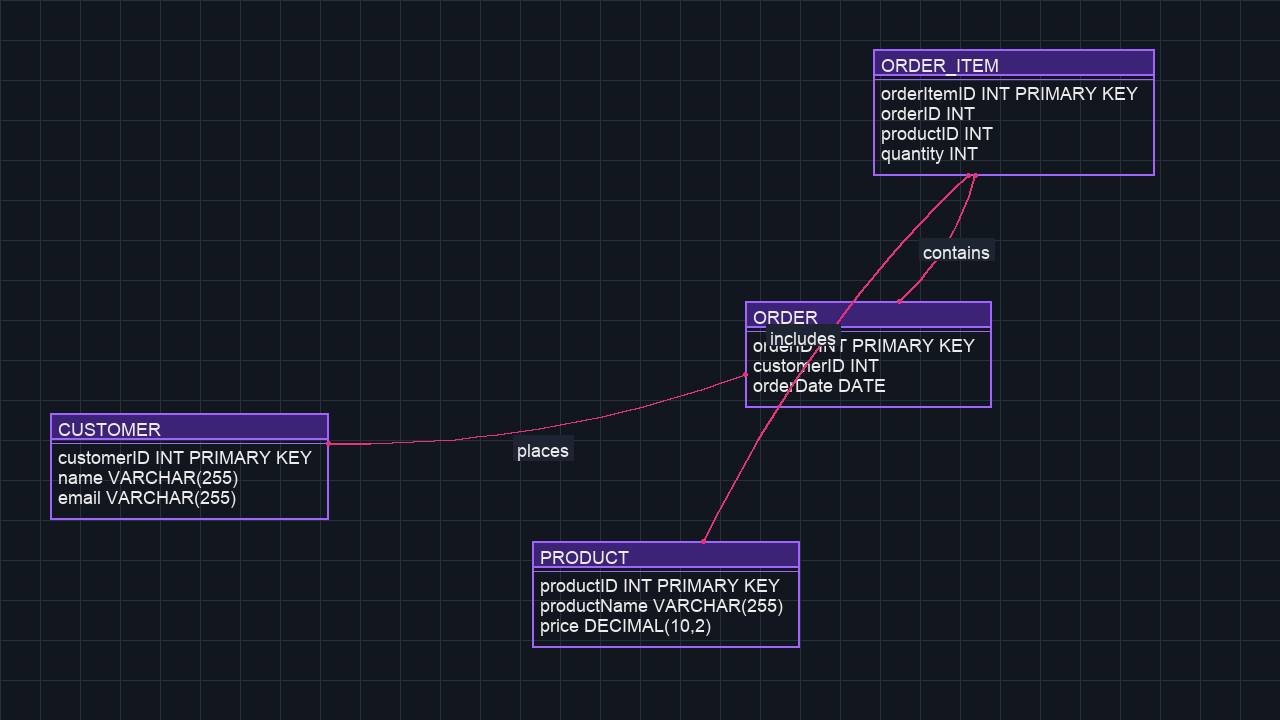 ORDER_ITEM
orderItemID INT PRIMARY KEY
orderID INT
productID INT
quantity INT
contains
ORDER
includes
orderID INT PRIMARY KEY
customerID INT
orderDate DATE
CUSTOMER
customerID INT PRIMARY KEY
name VARCHAR(255)
email VARCHAR(255)
places
PRODUCT
productID INT PRIMARY KEY
productName VARCHAR(255)
price DECIMAL(10,2)